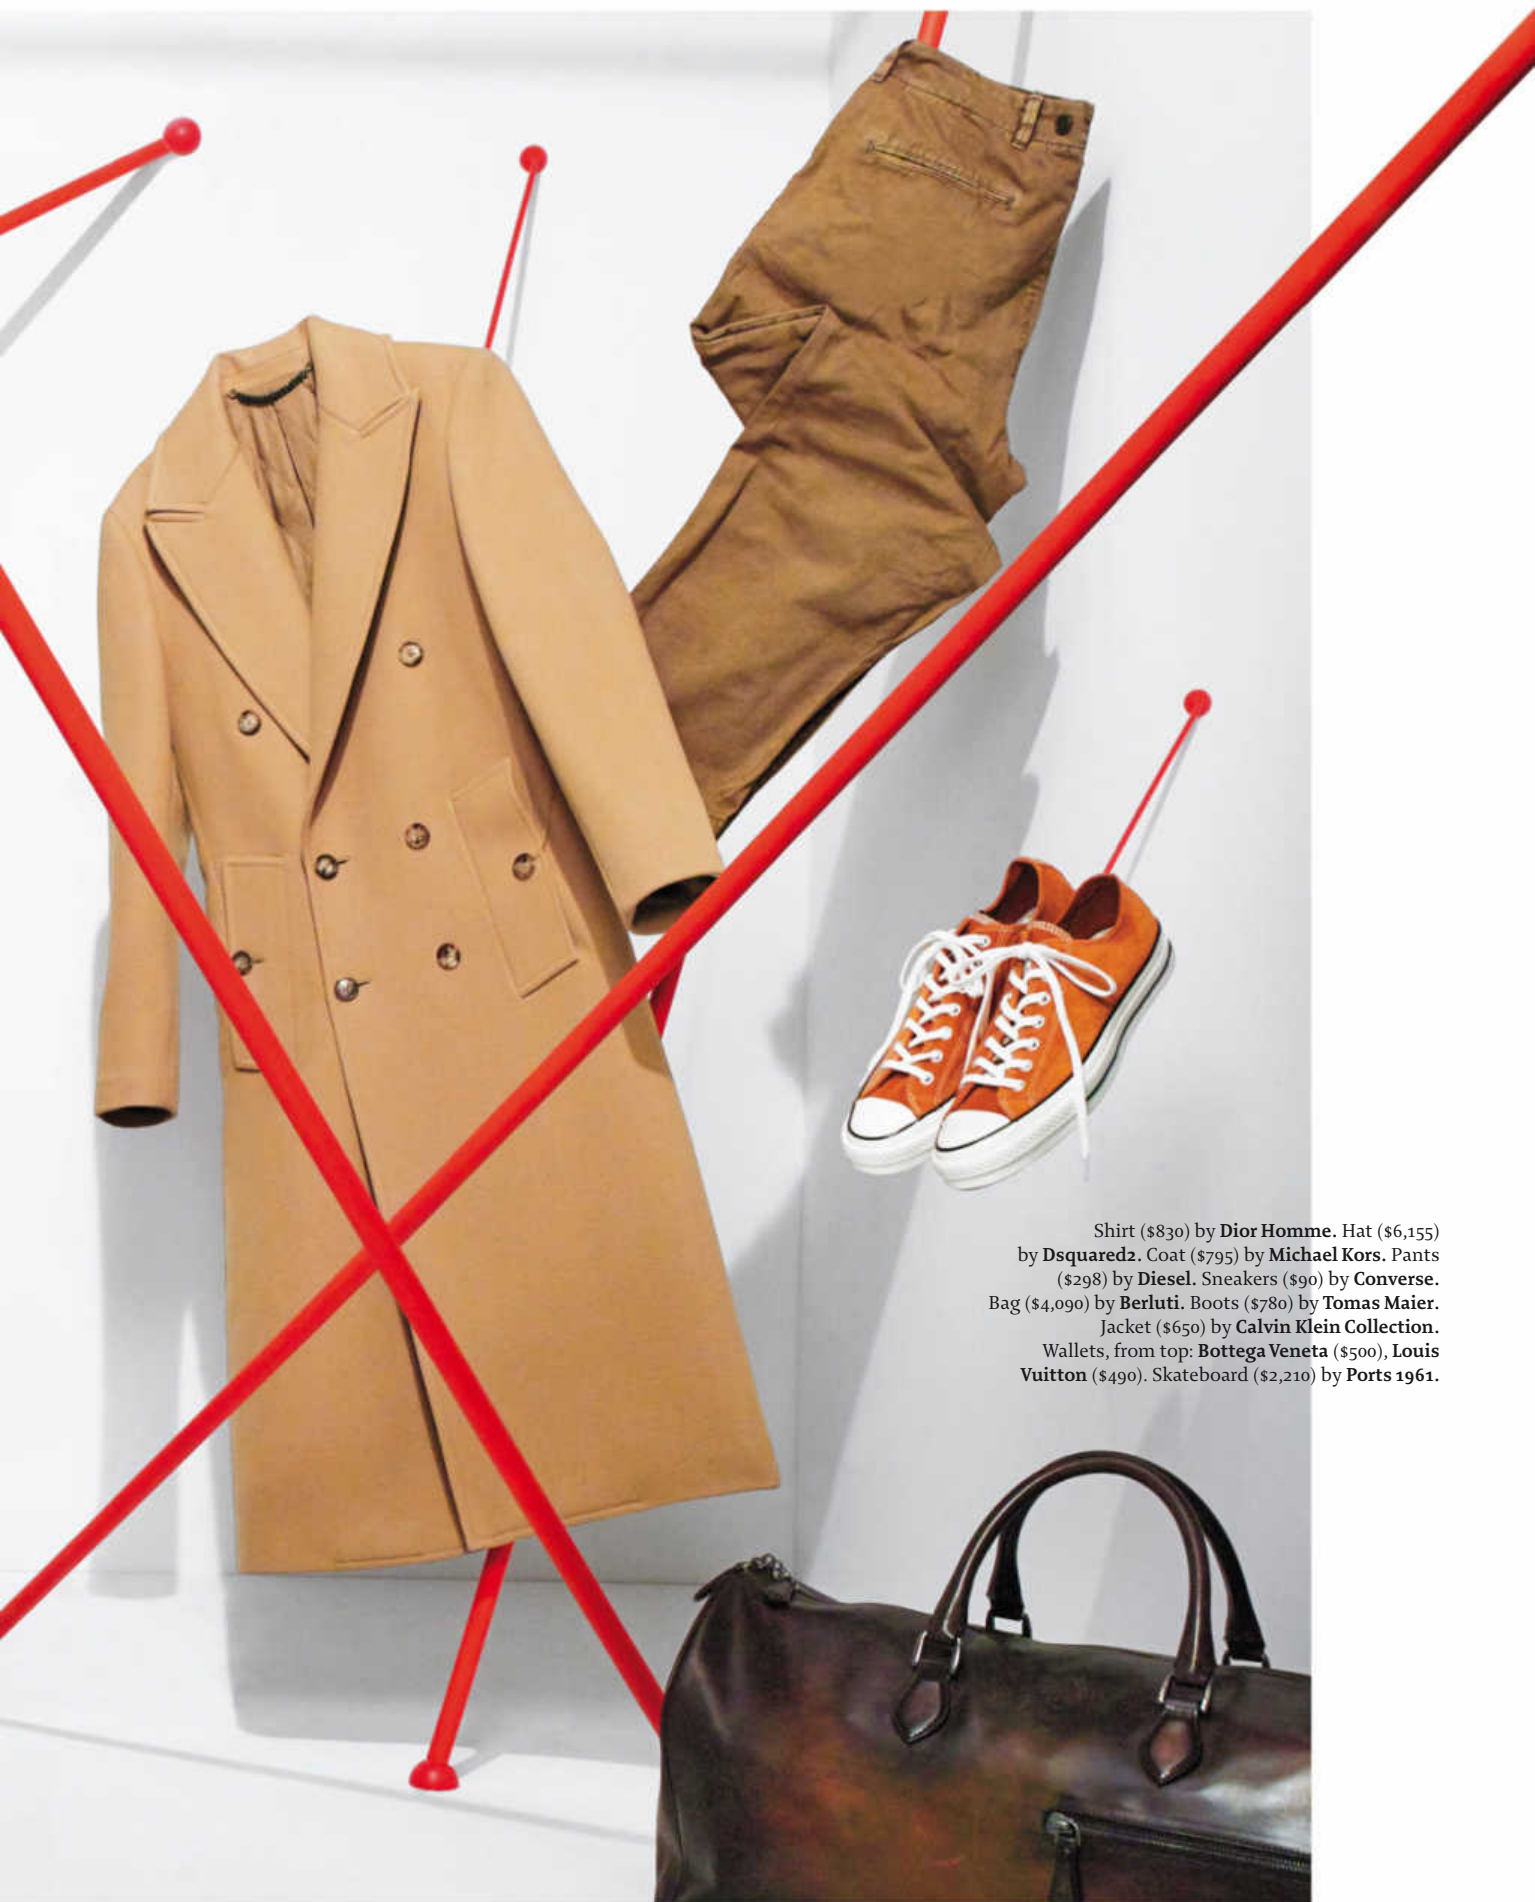 Shirt ($830) by Dior Homme. Hat ($6,155)
by Dsquared2. Coat ($795) by Michael Kors. Pants
($298) by Diesel. Sneakers ($90) by Converse.
Bag ($4,090) by Berluti. Boots ($780) by Tomas Maier.
Jacket ($650) by Calvin Klein Collection.
Wallets, from top: Bottega Veneta ($500), Louis
Vuitton ($490). Skateboard ($2,210) by Ports 1961.